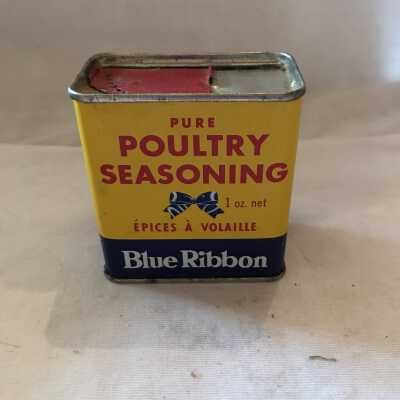 PURE
POULTRY
SEASONING
1 oz. net
ÉPICES À VOLAILLE
Blue Ribbon